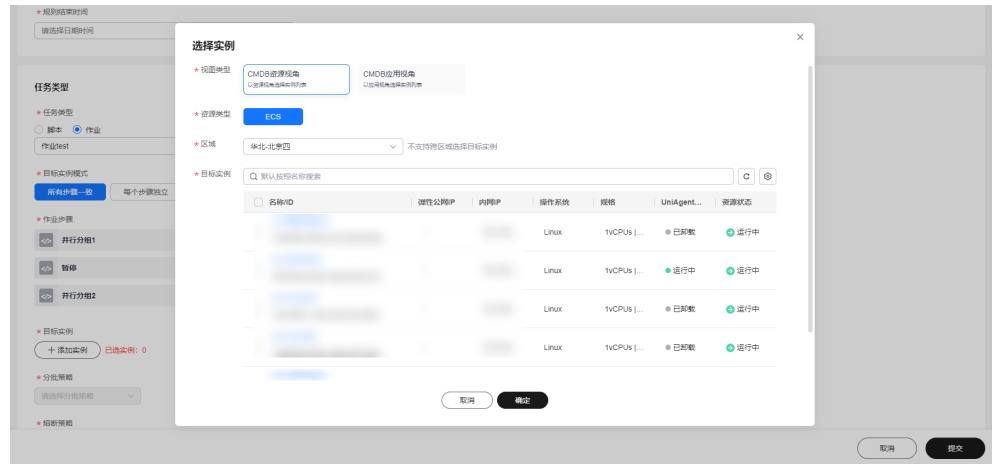 * 规则结束时间
请选择日期时间
任务类型
* 任务类型
脚本 作业
作业test
* 目标实例模式
所有步骤一致 每个步骤独立
* 作业步骤
</> 并行分组1
</> 暂停
</> 并行分组2
* 目标实例
+ 添加实例 已选实例：0
* 分批策略
请选择分批策略
* 熔断策略
选择实例
* 视图类型
CMDB资源视角
以资源视角选择实例列表
CMDB应用视角
以应用视角选择实例列表
* 资源类型 ECS
* 区域 华北-北京四 不支持跨区域选择目标实例
* 目标实例 默认按照名称搜索
名称/ID 弹性公网IP 内网IP 操作系统 规格 UniAgent... 资源状态
Linux 1vCPUs |... 已卸载 运行中
Linux 1vCPUs |... 运行中 运行中
Linux 1vCPUs |... 已卸载 运行中
Linux 1vCPUs |... 已卸载 运行中
取消 确定
取消 提交